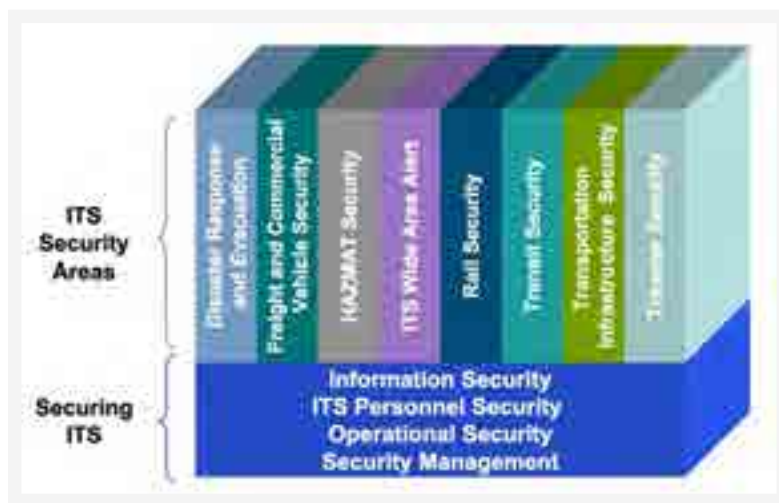 ITS
Security
Areas
Disaster Response
and Evacuation
Freight and Commercial
Vehicle Security
HAZMAT Security
ITS Wide Area Alert
Rail Security
Transit Security
Transportation
Infrastructure Security
Security
Securing
ITS
Information Security
ITS Personnel Security
Operational Security
Security Management